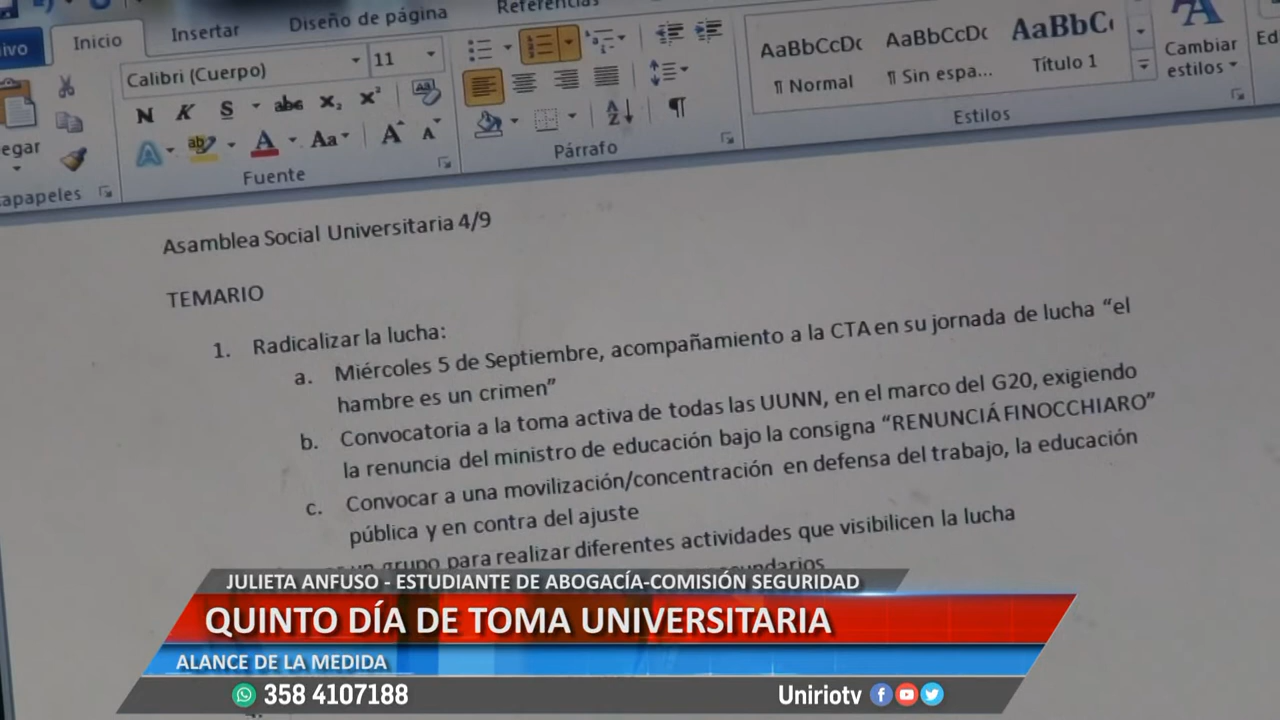 Inicio
Insertar
Diseño de página
Referencias
Calibri (Cuerpo)
11
AaBbCcDc
AaBbCcDc
AaBbC
¶ Normal
¶ Sin espa...
Título 1
Cambiar
estilos
N K S abc x₂ x²
Aa A A
Fuente
Párrafo
Estilos
Asamblea Social Universitaria 4/9
TEMARIO
1. Radicalizar la lucha:
a. Miércoles 5 de Septiembre, acompañamiento a la CTA en su jornada de lucha “el
hambre es un crimen”
b. Convocatoria a la toma activa de todas las UUNN, en el marco del G20, exigiendo
la renuncia del ministro de educación bajo la consigna “RENUNCIÁ FINOCCHIARO”
c. Convocar a una movilización/concentración en defensa del trabajo, la educación
pública y en contra del ajuste
un grupo para realizar diferentes actividades que visibilicen la lucha
JULIETA ANFUSO - ESTUDIANTE DE ABOGACÍA-COMISIÓN SEGURIDAD
QUINTO DÍA DE TOMA UNIVERSITARIA
ALANCE DE LA MEDIDA
358 4107188
Uniriotv